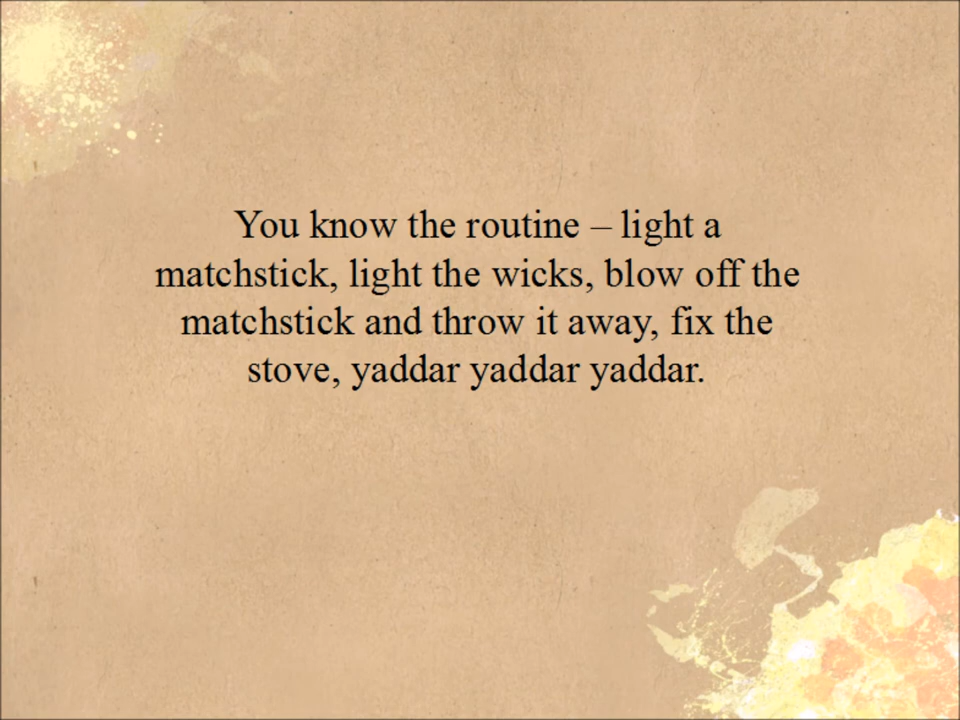 You know the routine – light a
matchstick, light the wicks, blow off the
matchstick and throw it away, fix the
stove, yaddar yaddar yaddar.